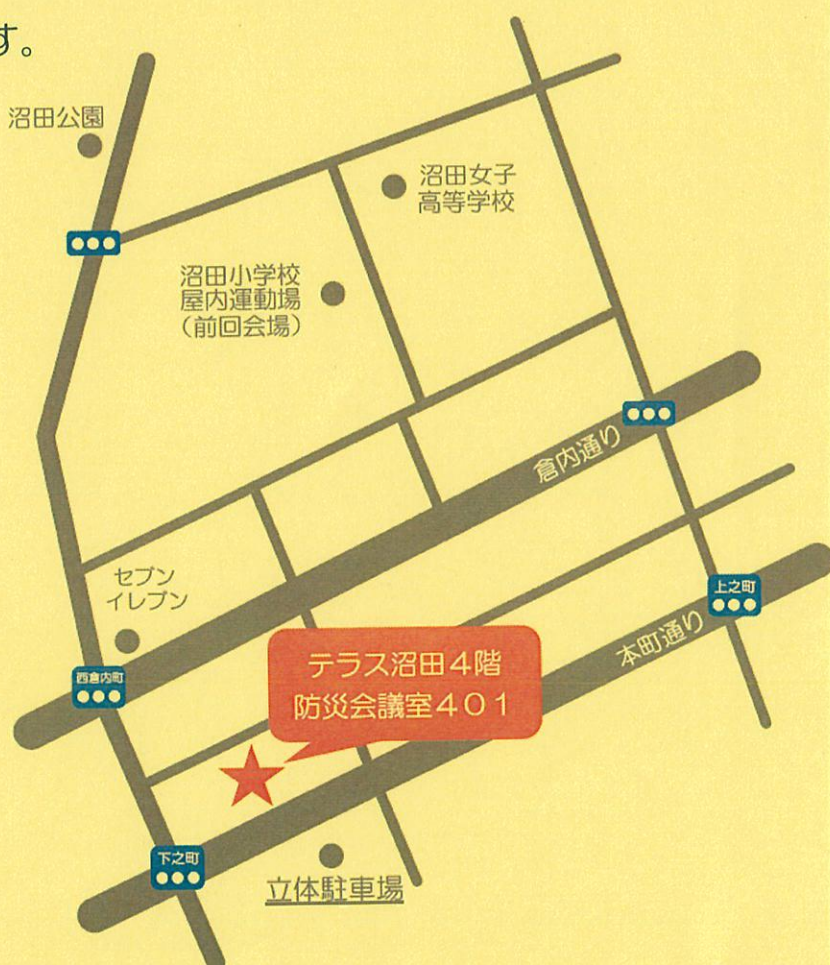 す。
沼田公園
沼田女子
高等学校
沼田小学校
屋内運動場
（前回会場）
倉内通り
セブン
イレブン
上之町
本町通り
西倉内町
テラス沼田４階
防災会議室４０１
下之町
立体駐車場